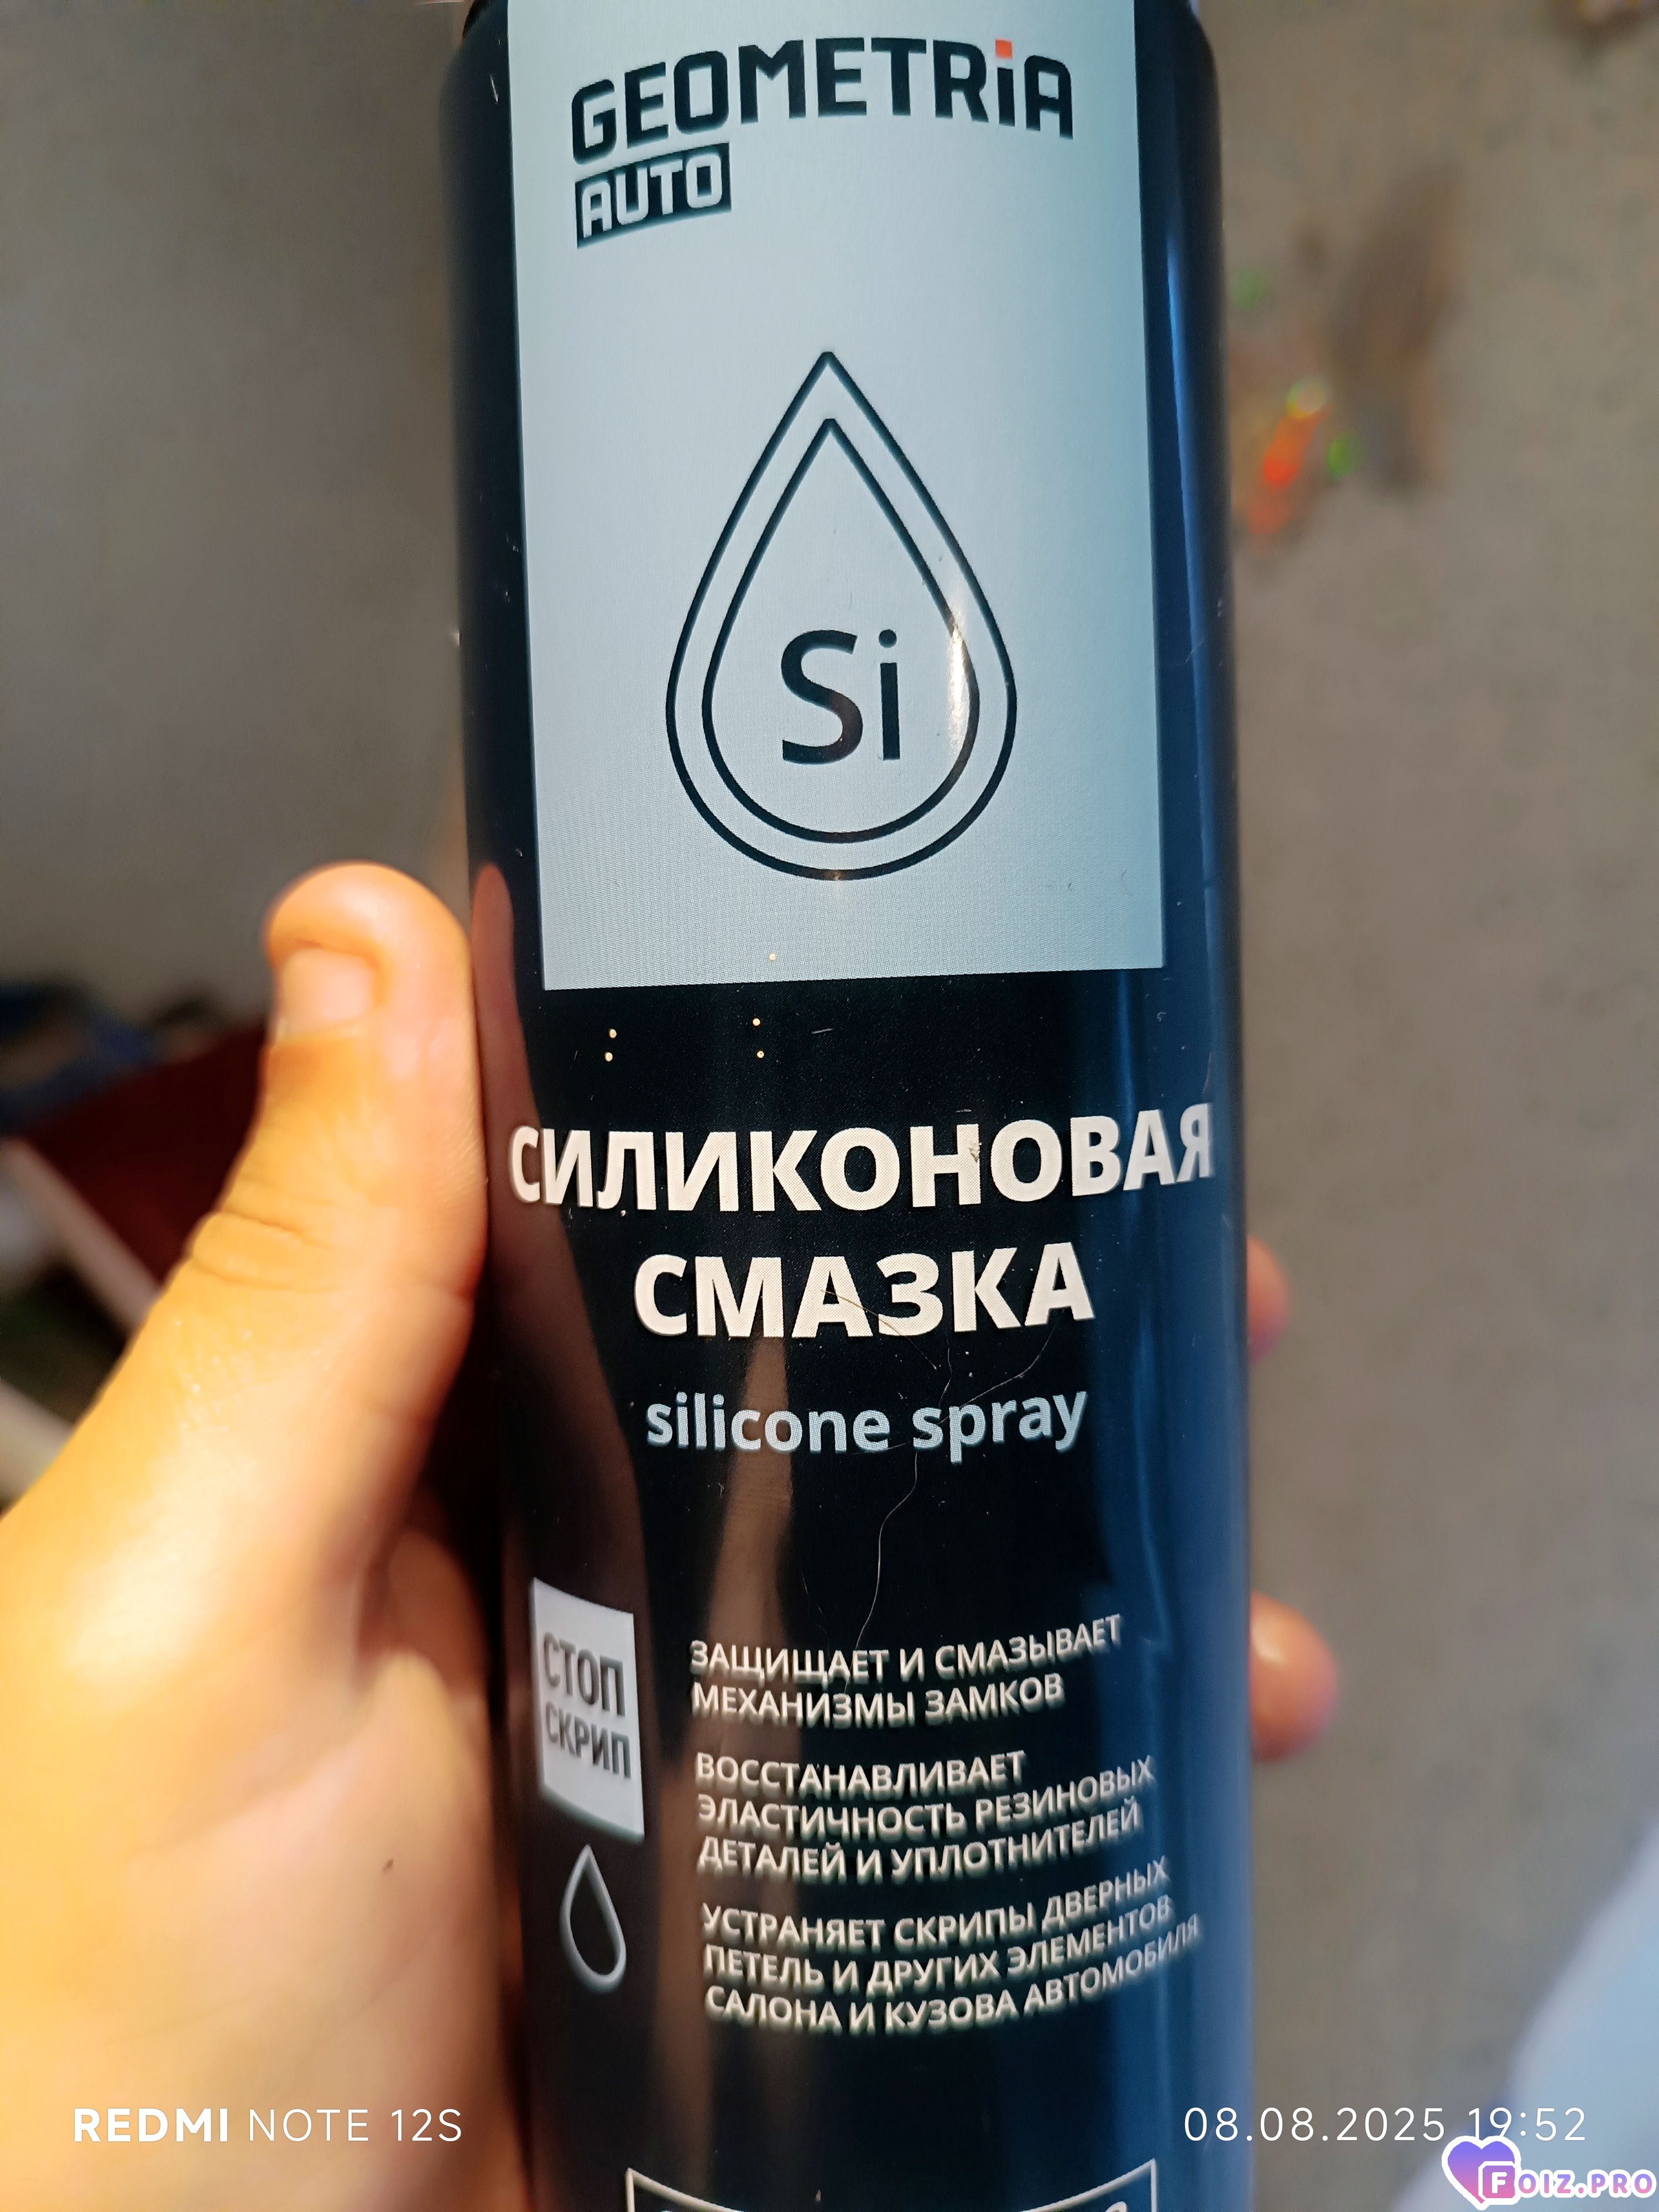 GEOMETRiA
AUTO
Si
СИЛИКОНОВАЯ
СМАЗКА
silicone spray
СТОП
СКРИП
ЗАЩИЩАЕТ И СМАЗЫВАЕТ
МЕХАНИЗМЫ ЗАМКОВ
ВОССТАНАВЛИВАЕТ
ЭЛАСТИЧНОСТЬ РЕЗИНОВЫХ
ДЕТАЛЕЙ И УПЛОТНИТЕЛЕЙ
УСТРАНЯЕТ СКРИПЫ ДВЕРНЫХ
ПЕТЕЛЬ И ДРУГИХ ЭЛЕМЕНТОВ
САЛОНА И КУЗОВА АВТОМОБИЛЯ
REDMI NOTE 12S
08.08.2025 19:52
FOIZ.PRO